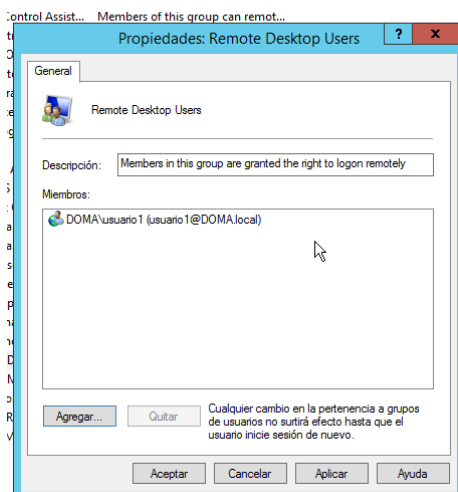 ontrol Assist... Members of this group can remot...
Propiedades: Remote Desktop Users
? x
General
Remote Desktop Users
Descripción: Members in this group are granted the right to logon remotely
Miembros:
DOMA\usuario1 (usuario1@DOMA.local)
Agregar...
Quitar
Cualquier cambio en la pertenencia a grupos
de usuarios no surtirá efecto hasta que el
usuario inicie sesión de nuevo.
Aceptar
Cancelar
Aplicar
Ayuda